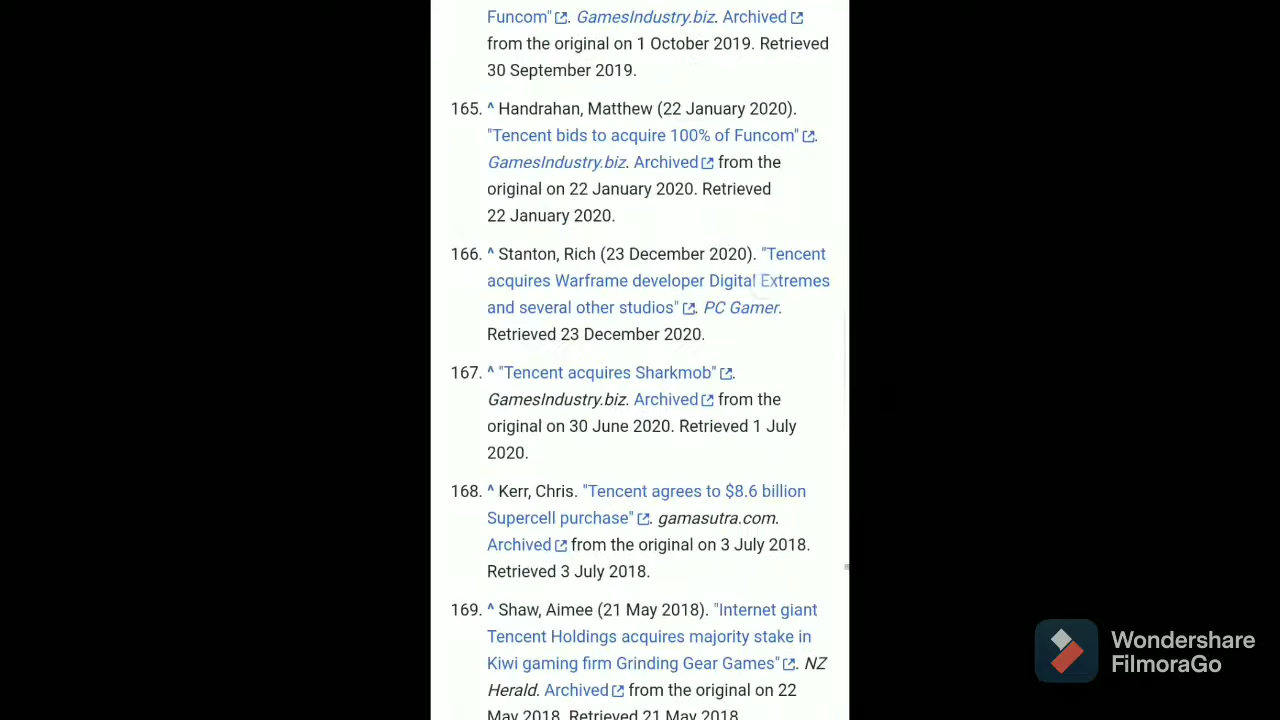 Funcom". GamesIndustry.biz. Archived
from the original on 1 October 2019. Retrieved
30 September 2019.
165. ^ Handrahan, Matthew (22 January 2020).
"Tencent bids to acquire 100% of Funcom".
GamesIndustry.biz. Archived from the
original on 22 January 2020. Retrieved
22 January 2020.
166. ^ Stanton, Rich (23 December 2020). "Tencent
acquires Warframe developer Digital Extremes
and several other studios". PC Gamer.
Retrieved 23 December 2020.
167. ^ "Tencent acquires Sharkmob".
GamesIndustry.biz. Archived from the
original on 30 June 2020. Retrieved 1 July
2020.
168. ^ Kerr, Chris. "Tencent agrees to $8.6 billion
Supercell purchase". gamasutra.com.
Archived from the original on 3 July 2018.
Retrieved 3 July 2018.
169. ^ Shaw, Aimee (21 May 2018). "Internet giant
Tencent Holdings acquires majority stake in
Kiwi gaming firm Grinding Gear Games". NZ
Herald. Archived from the original on 22
May 2018. Retrieved 21 May 2018.
Wondershare
FilmoraGo